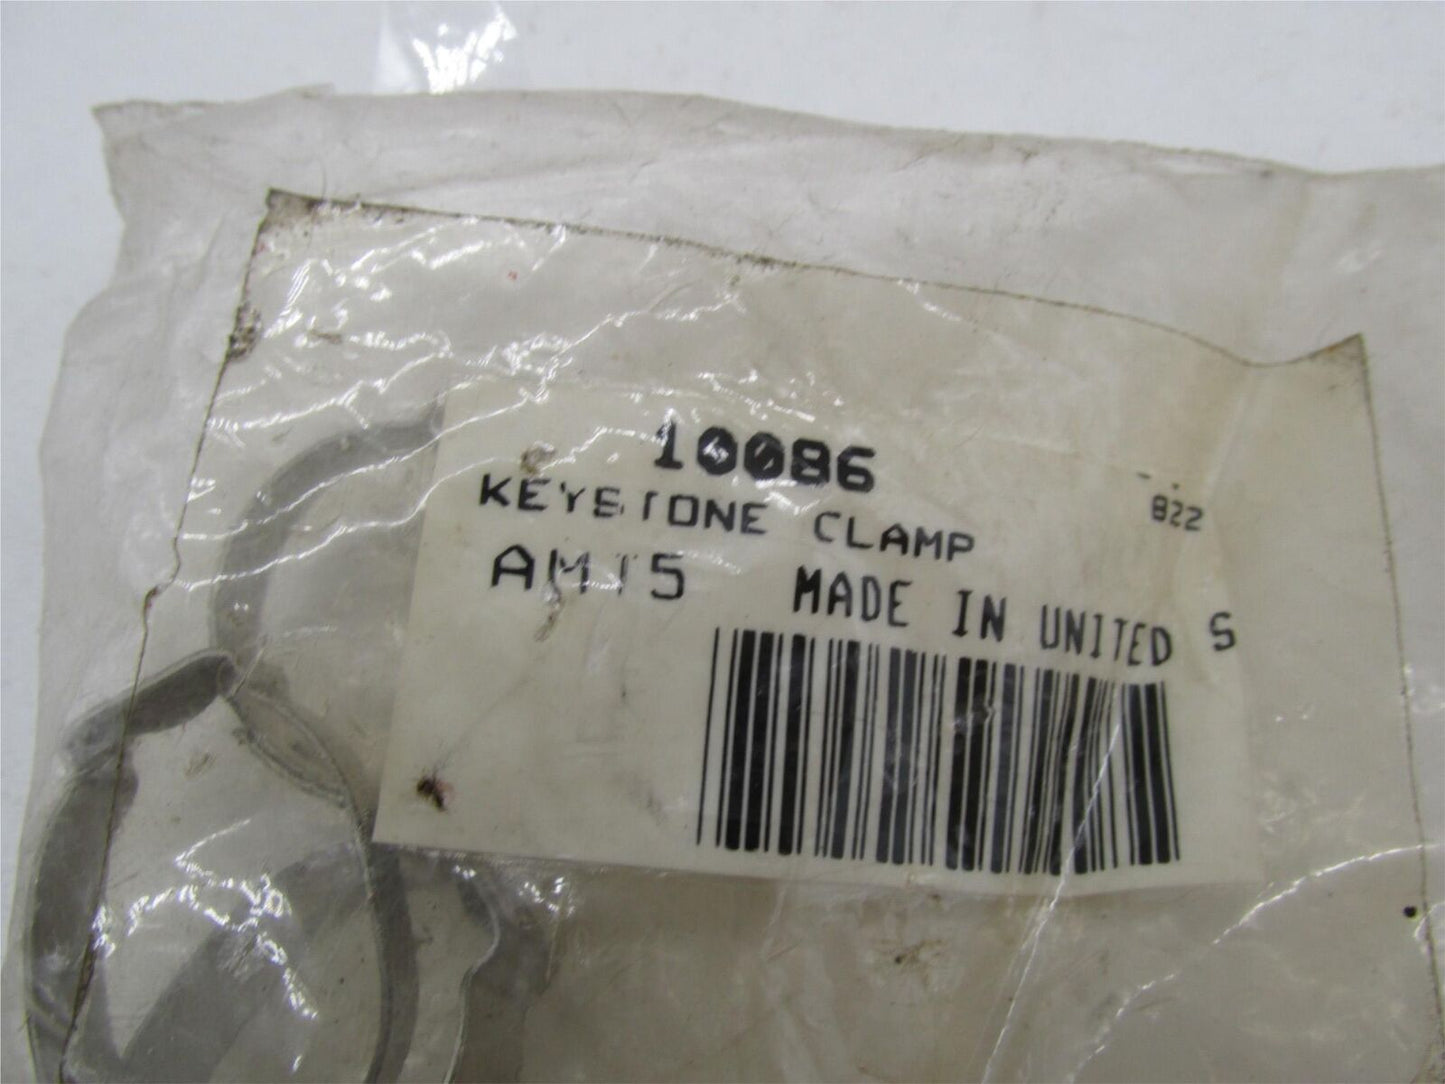 10086
KEYSTONE CLAMP 822
AMT5 MADE IN UNITED S